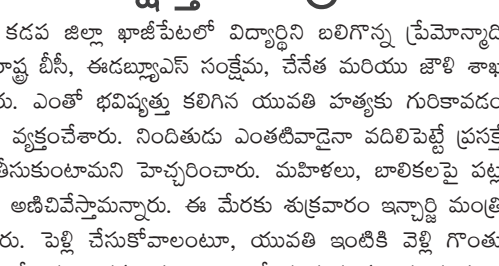 కడప జిల్లా ఖాజీపేటలో విద్యార్థిని బలిగొన్న ప్రేమోన్మాది
బీసీ, ఈడబ్ల్యూఎస్ సంక్షేమ, చేనేత మరియు జౌళి శాఖ
రు. ఎంతో భవిష్యత్తు కలిగిన యువతి హత్యకు గురికావడం
వ్యక్తంచేశారు. నిందితుడు ఎంతటివాడైనా వదిలిపెట్టే ప్రసక్తే
తీసుకుంటామని హెచ్చరించారు. మహిళలు, బాలికలపై పట్ల
అణిచివేస్తామన్నారు. ఈ మేరకు శుక్రవారం ఇన్చార్జి మంత్రి
రు. పెళ్లి చేసుకోవాలంటూ, యువతి ఇంటికి వెళ్లి గొంతు